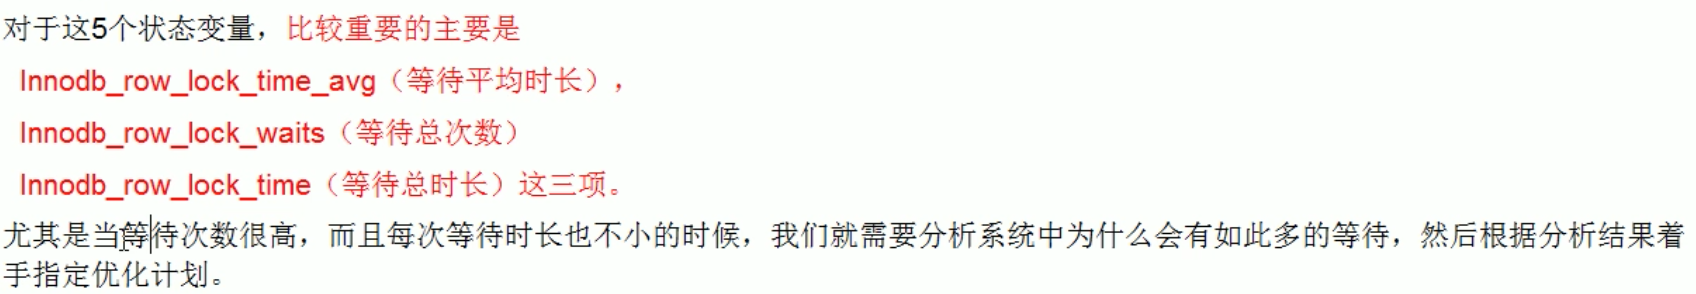 对于这5个状态变量，比较重要的主要是
Innodb_row_lock_time_avg（等待平均时长），
Innodb_row_lock_waits（等待总次数）
Innodb_row_lock_time（等待总时长）这三项。
尤其是当等待次数很高，而且每次等待时长也不小的时候，我们就需要分析系统中为什么会有如此多的等待，然后根据分析结果着
手指定优化计划。